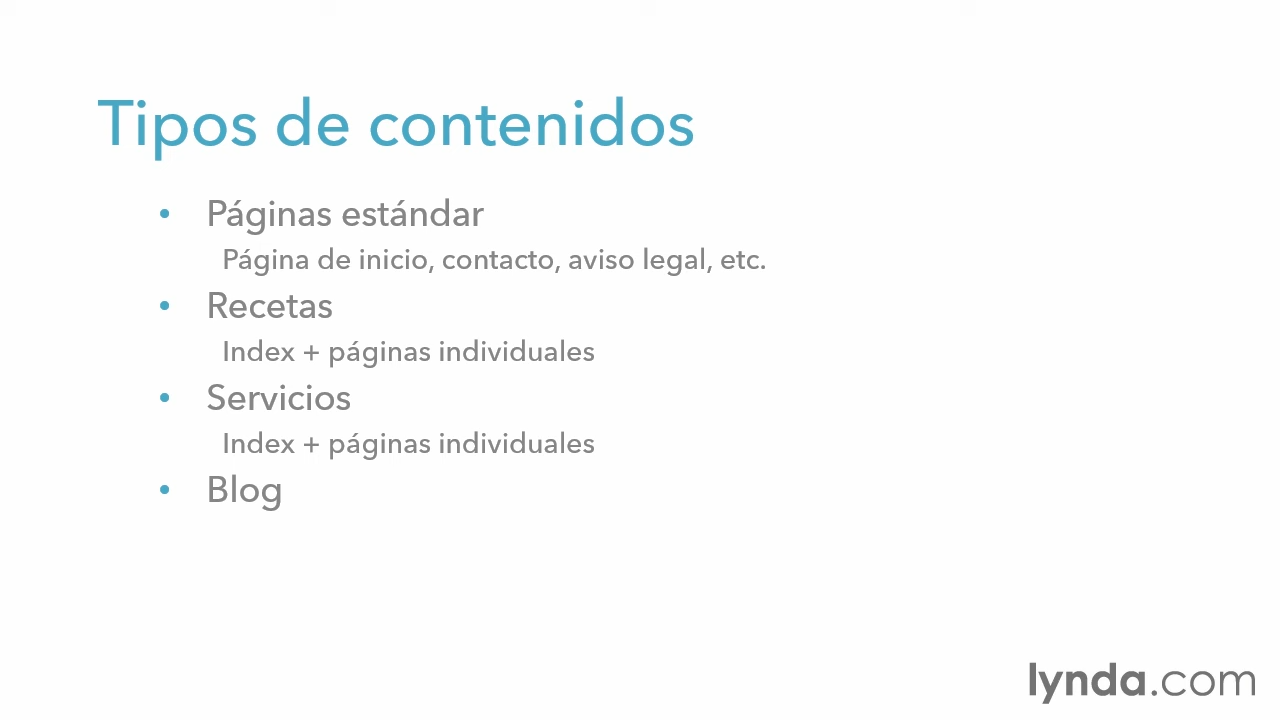 Tipos de contenidos
• Páginas estándar
Página de inicio, contacto, aviso legal, etc.
• Recetas
Index + páginas individuales
• Servicios
Index + páginas individuales
• Blog
lynda.com